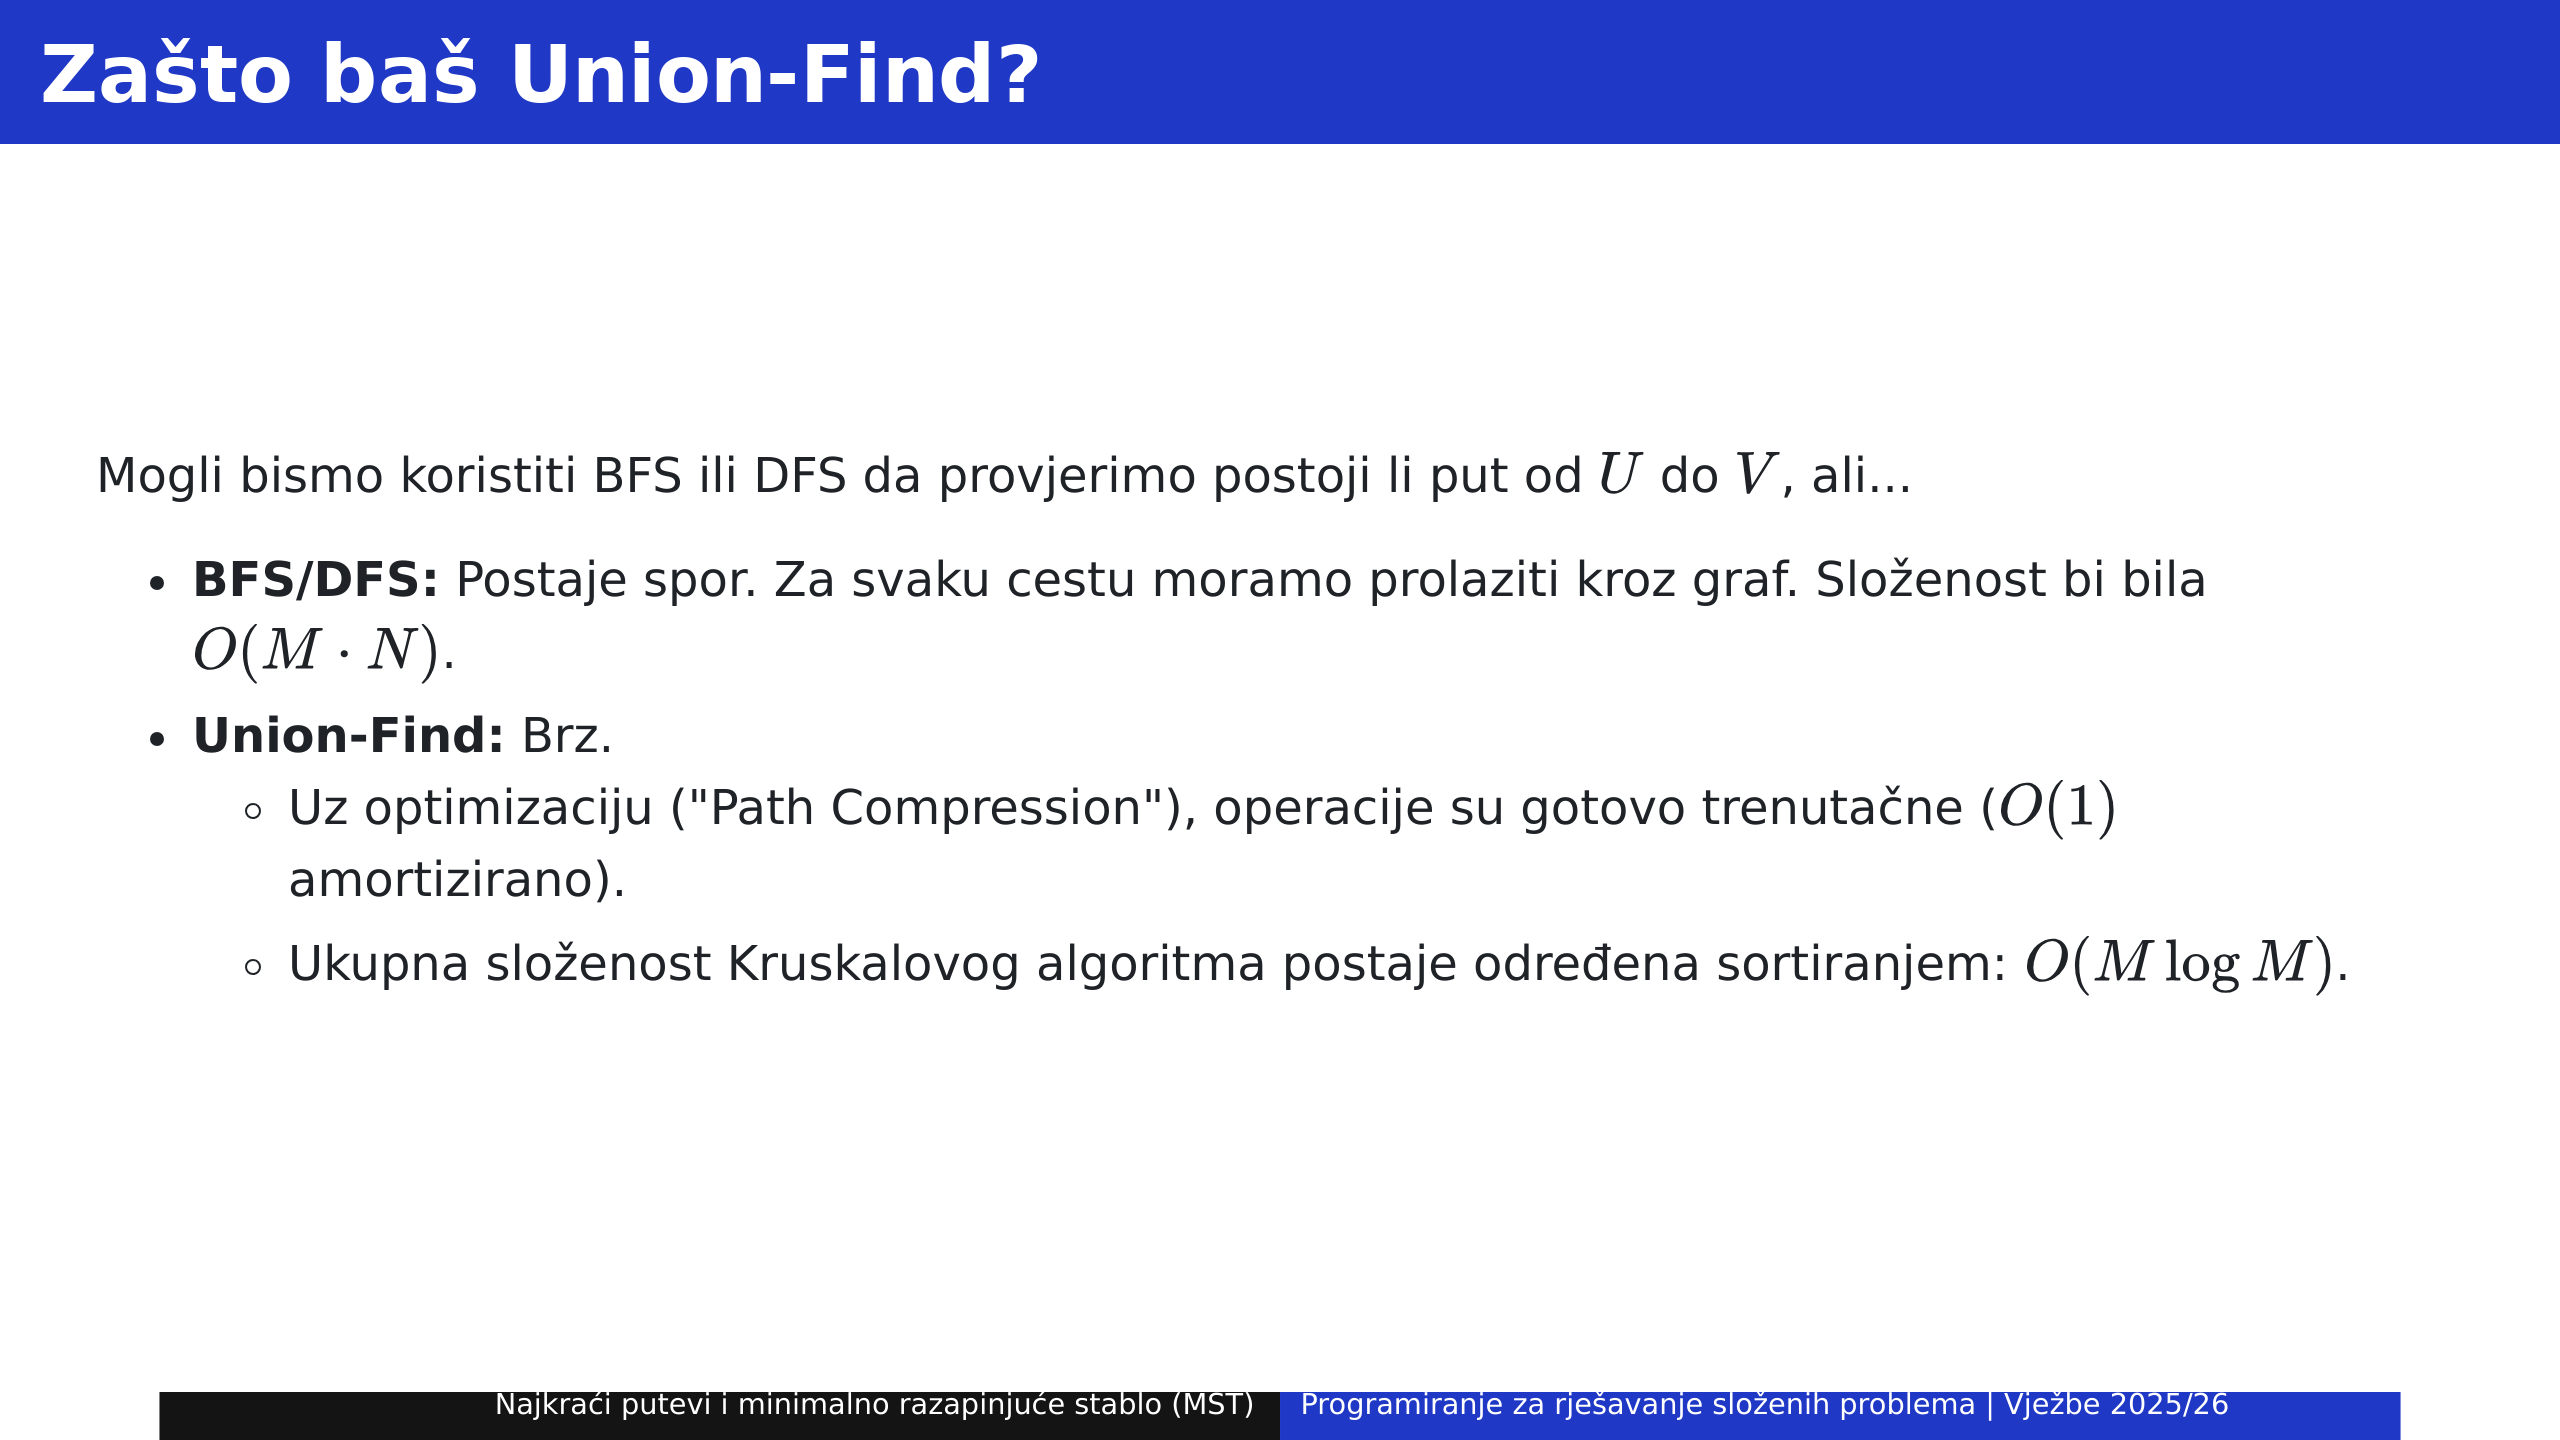 Zašto baš Union-Find?
Mogli bismo koristiti BFS ili DFS da provjerimo postoji li put od U do V, ali...
• BFS/DFS: Postaje spor. Za svaku cestu moramo prolaziti kroz graf. Složenost bi bila
O(M · N).
• Union-Find: Brz.
◦ Uz optimizaciju ("Path Compression"), operacije su gotovo trenutačne (O(1)
amortizirano).
◦ Ukupna složenost Kruskalovog algoritma postaje određena sortiranjem: O(M log M).
Najkraći putevi i minimalno razapinjuće stablo (MST)
Programiranje za rješavanje složenih problema | Vježbe 2025/26